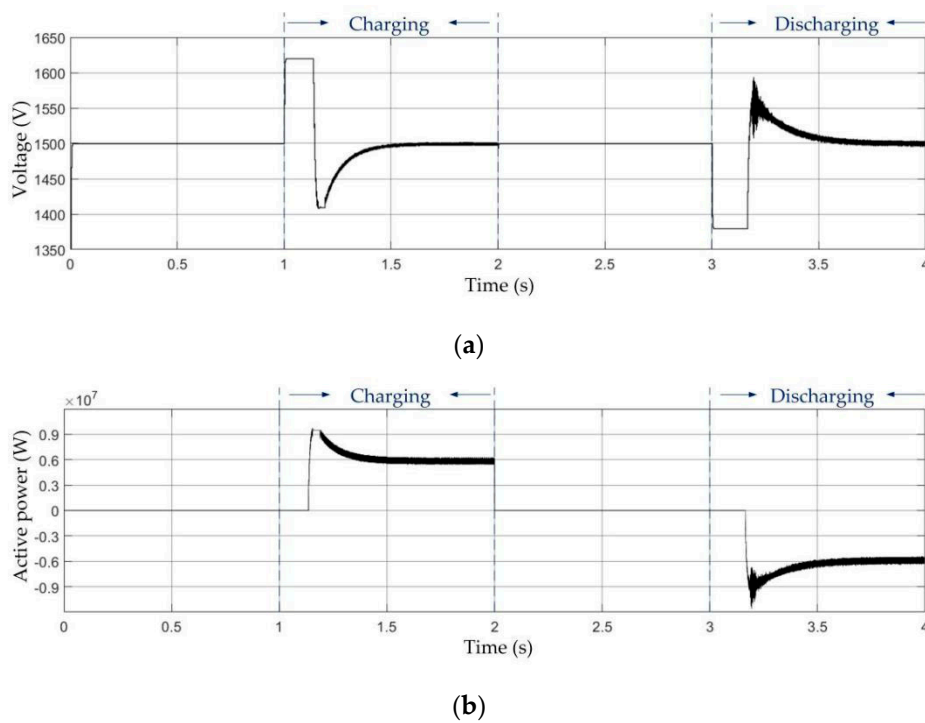 Charging
Discharging
1650
1600
1550
1500
1450
1400
1350
Voltage (V)
0 0.5 1 1.5 2 2.5 3 3.5 4
Time (s)
(a)
×10^7
Charging
Discharging
0.9
0.6
0.3
0
-0.3
-0.6
-0.9
Active power (W)
0 0.5 1 1.5 2 2.5 3 3.5 4
Time (s)
(b)